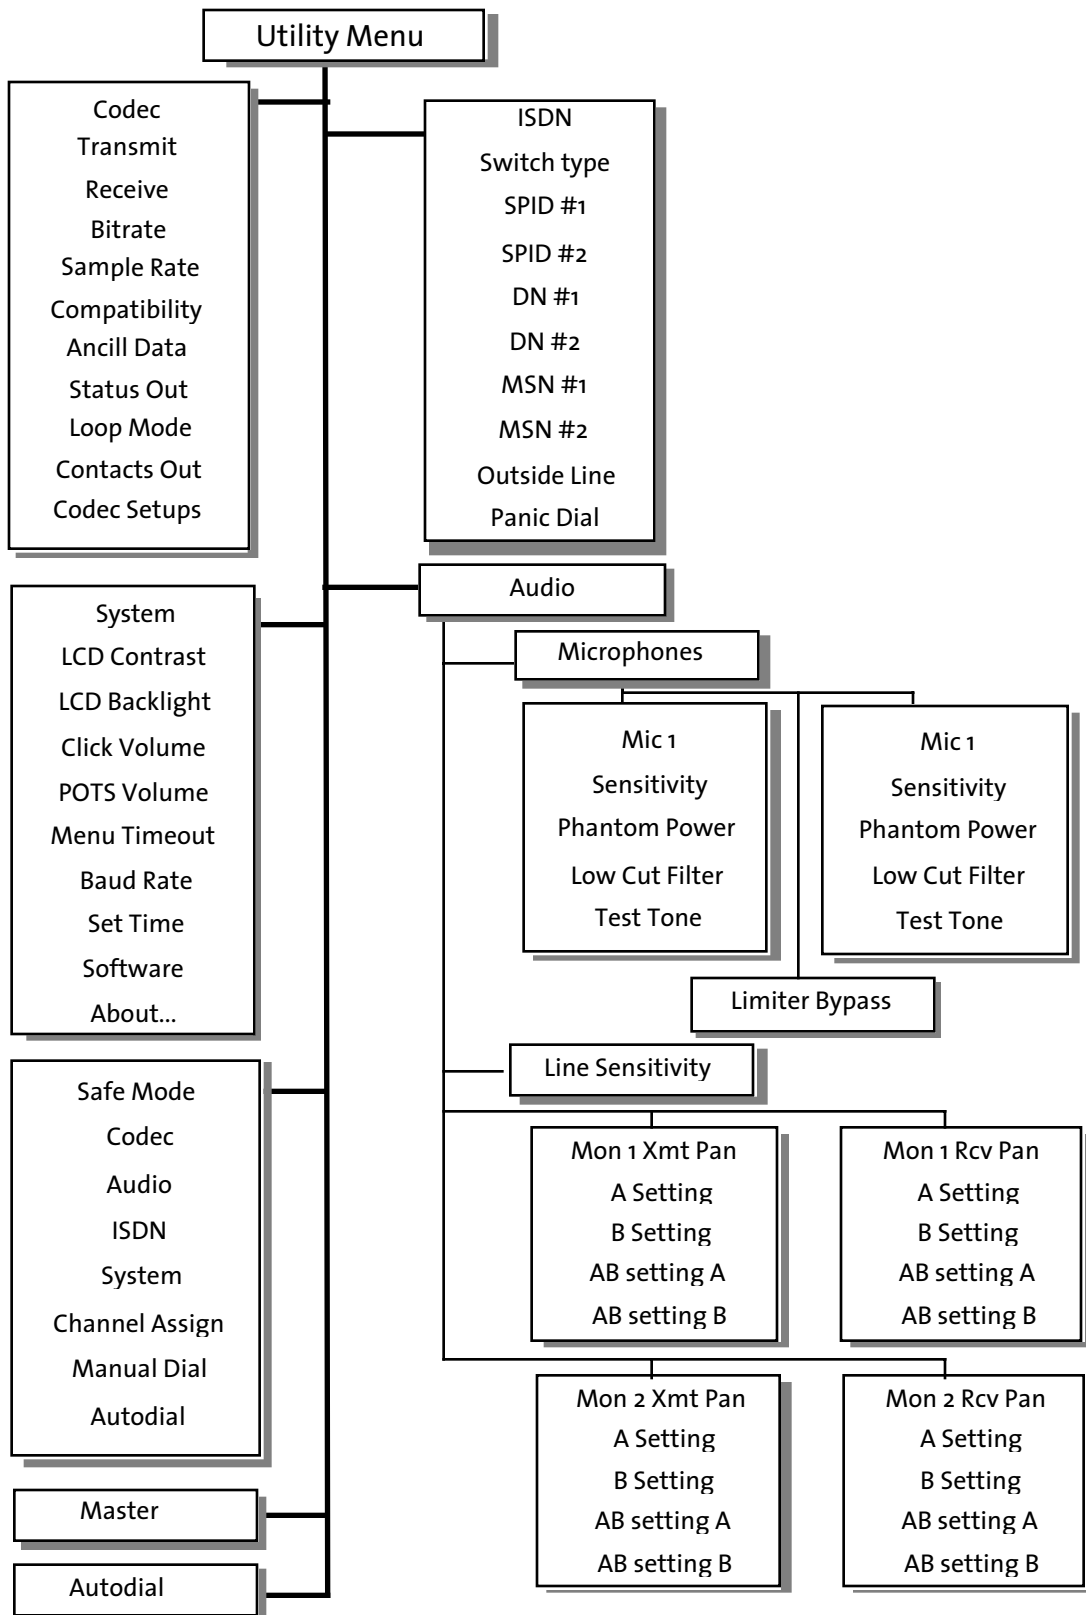 Utility Menu
Codec
Transmit
Receive
Bitrate
Sample Rate
Compatibility
Ancill Data
Status Out
Loop Mode
Contacts Out
Codec Setups
ISDN
Switch type
SPID #1
SPID #2
DN #1
DN #2
MSN #1
MSN #2
Outside Line
Panic Dial
System
LCD Contrast
LCD Backlight
Click Volume
POTS Volume
Menu Timeout
Baud Rate
Set Time
Software
About...
Audio
Microphones
Mic 1
Sensitivity
Phantom Power
Low Cut Filter
Test Tone
Mic 1
Sensitivity
Phantom Power
Low Cut Filter
Test Tone
Limiter Bypass
Line Sensitivity
Safe Mode
Codec
Audio
ISDN
System
Channel Assign
Manual Dial
Autodial
Mon 1 Xmt Pan
A Setting
B Setting
AB setting A
AB setting B
Mon 1 Rcv Pan
A Setting
B Setting
AB setting A
AB setting B
Mon 2 Xmt Pan
A Setting
B Setting
AB setting A
AB setting B
Mon 2 Rcv Pan
A Setting
B Setting
AB setting A
AB setting B
Master
Autodial